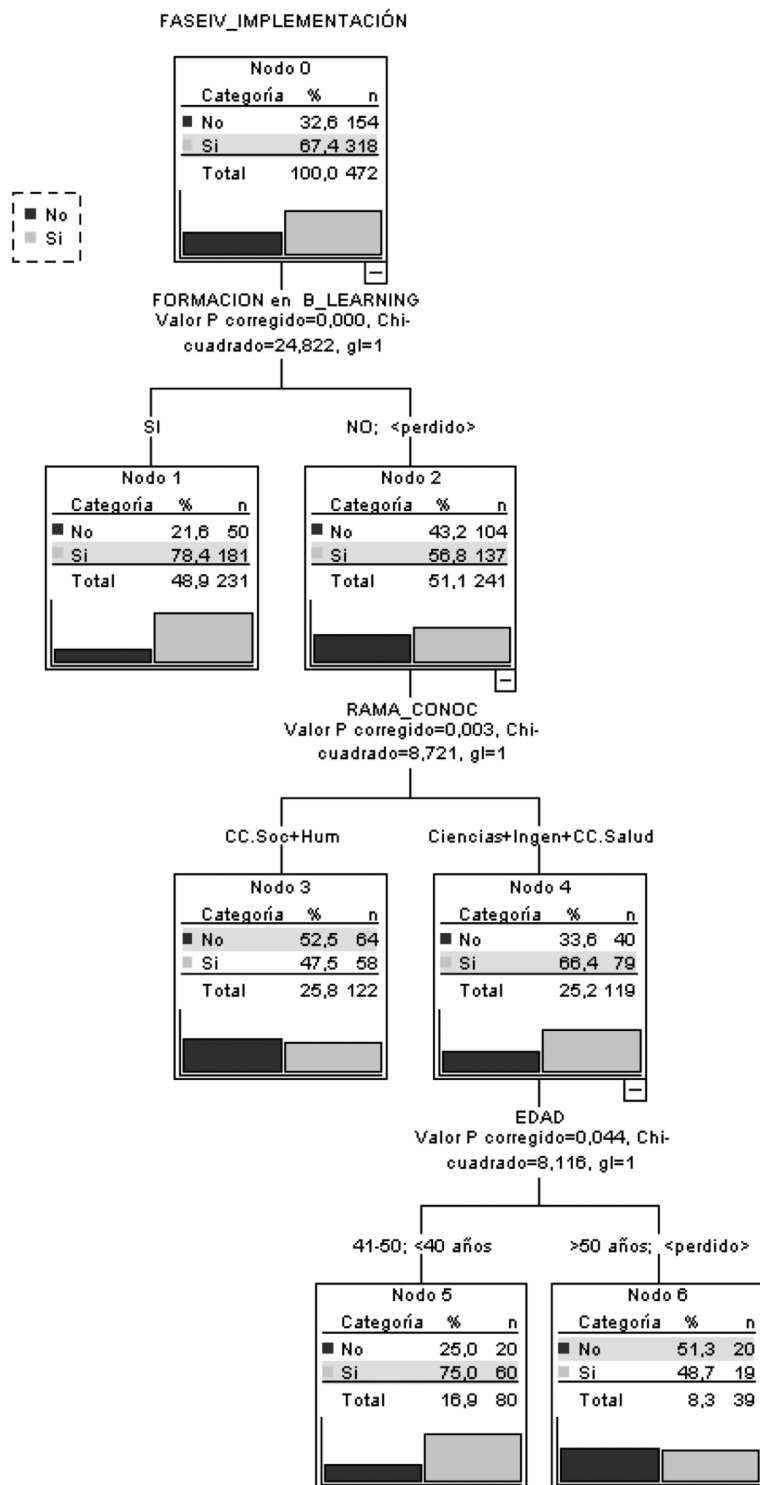 FASEIV_IMPLEMENTACIÓN
Nodo 0
Categoría % n
No 32,6 154
Si 67,4 318
Total 100,0 472
No
Si
FORMACION en B_LEARNING
Valor P corregido=0,000, Chi-
cuadrado=24,822, gl=1
SI
NO; <perdido>
Nodo 1
Categoría % n
No 21,6 50
Si 78,4 181
Total 48,9 231
Nodo 2
Categoría % n
No 43,2 104
Si 56,8 137
Total 51,1 241
RAMA_CONOC
Valor P corregido=0,003, Chi-
cuadrado=8,721, gl=1
CC.Soc+Hum
Ciencias+Ingen+CC.Salud
Nodo 3
Categoría % n
No 52,5 64
Si 47,5 58
Total 25,8 122
Nodo 4
Categoría % n
No 33,6 40
Si 66,4 79
Total 25,2 119
EDAD
Valor P corregido=0,044, Chi-
cuadrado=8,116, gl=1
41-50; <40 años
>50 años; <perdido>
Nodo 5
Categoría % n
No 25,0 20
Si 75,0 60
Total 16,9 80
Nodo 6
Categoría % n
No 51,3 20
Si 48,7 19
Total 8,3 39